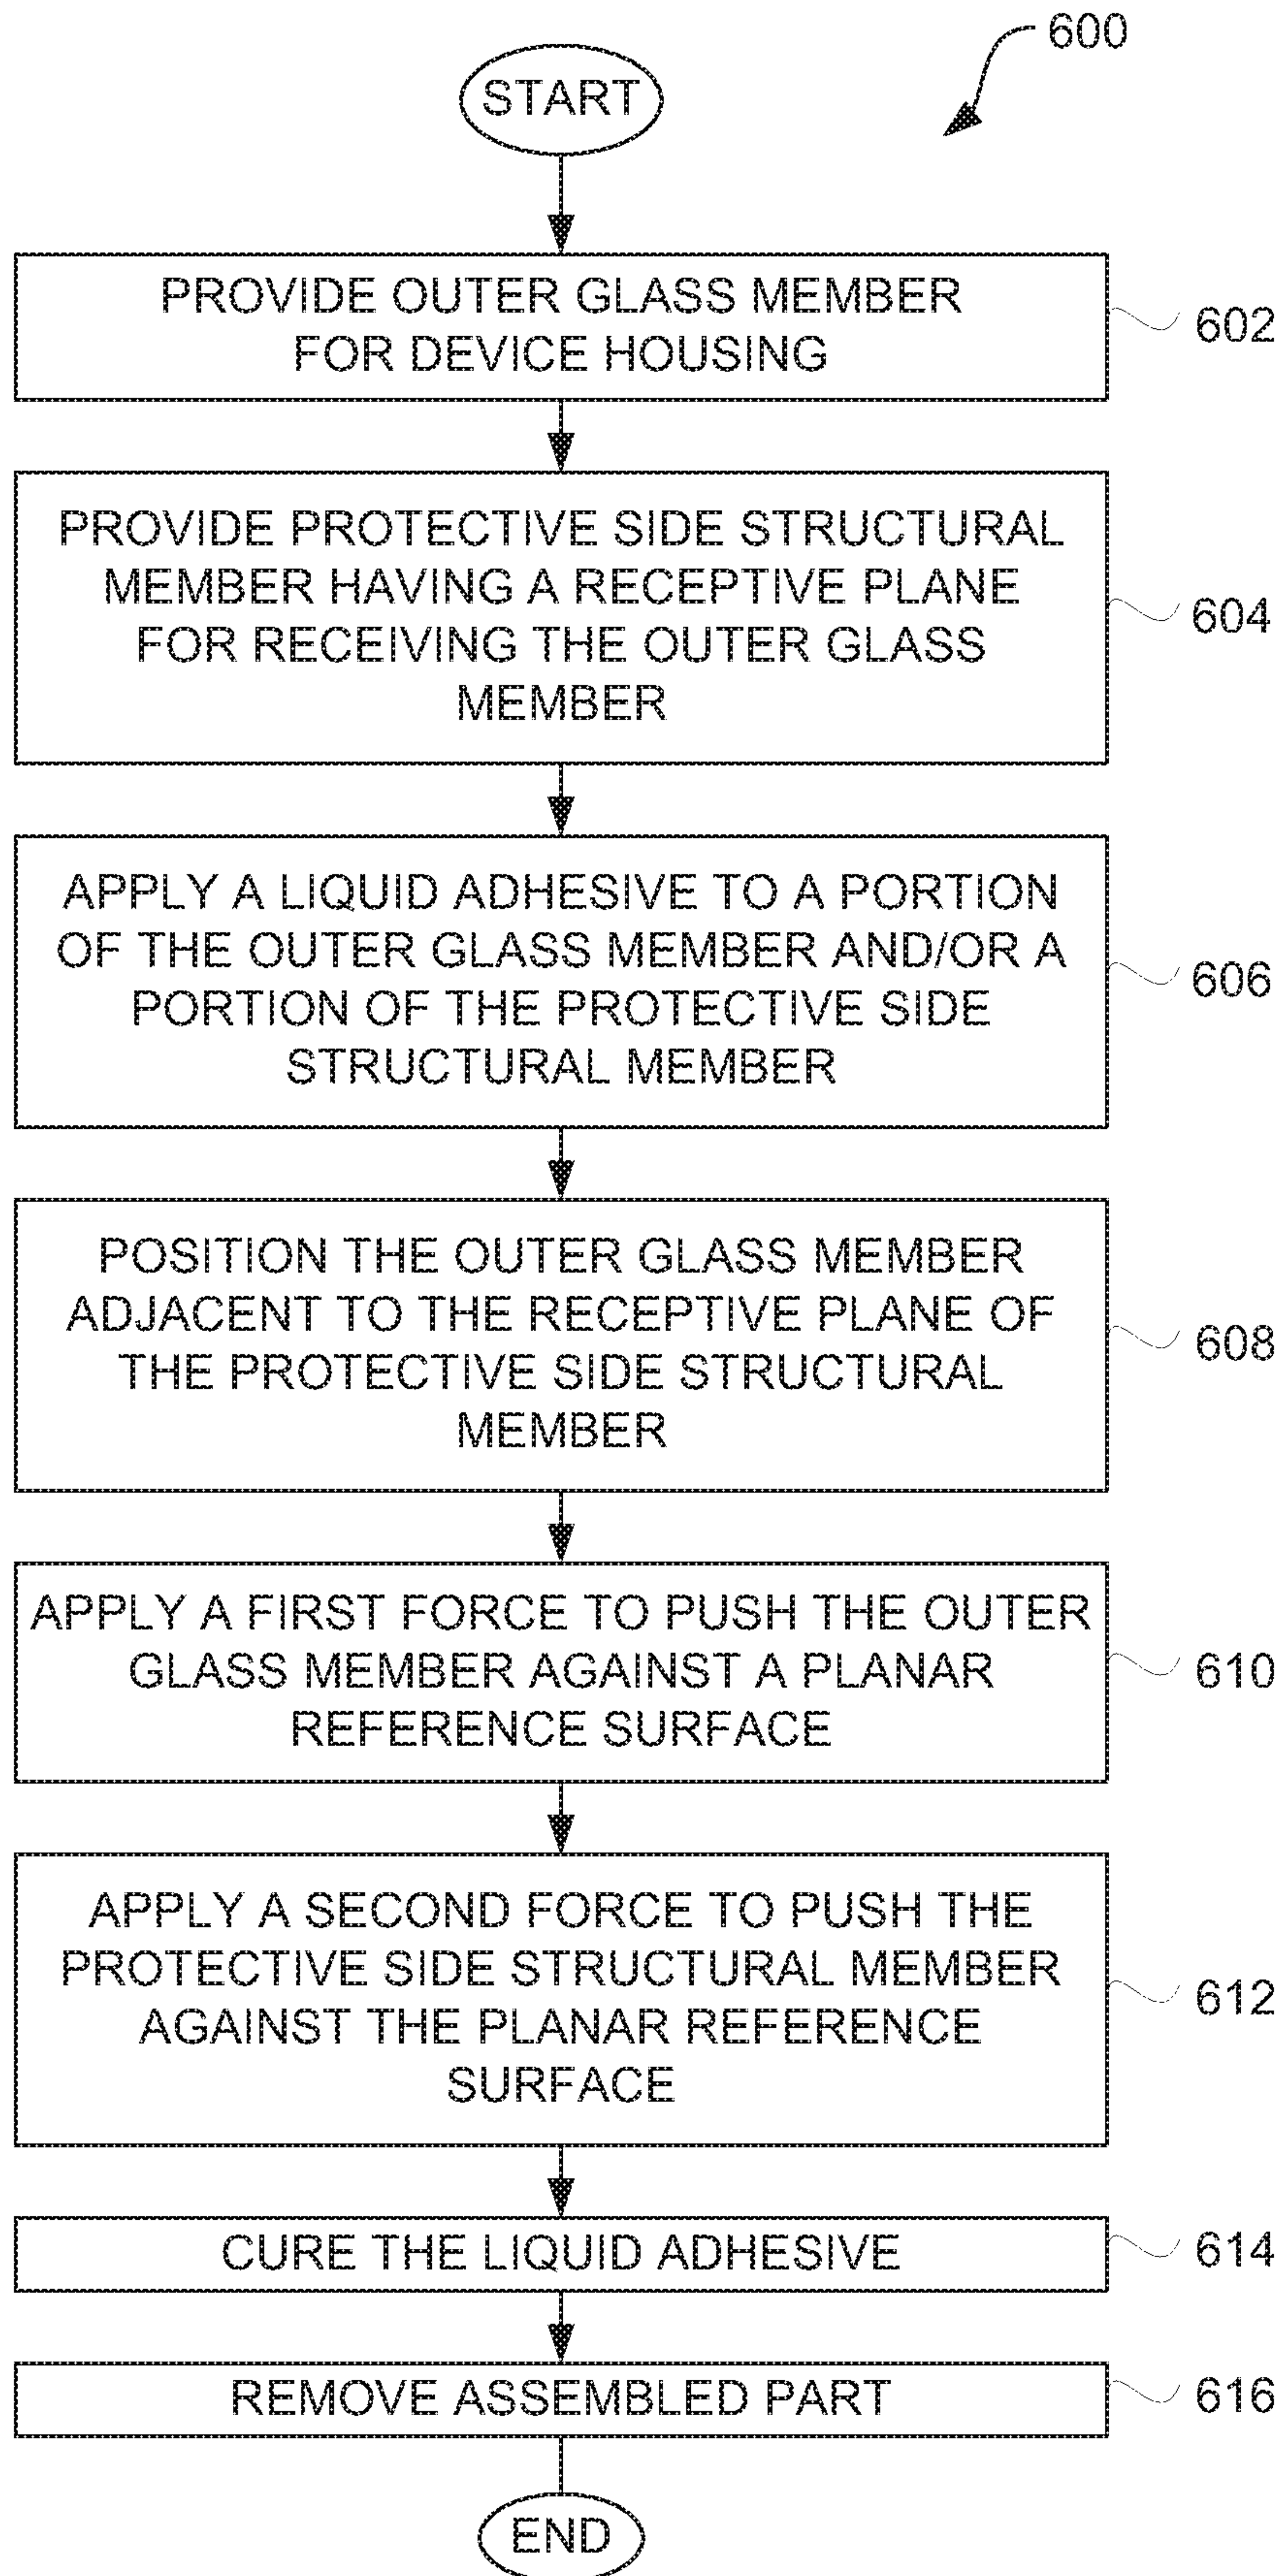 600
START
PROVIDE OUTER GLASS MEMBER
FOR DEVICE HOUSING
602
PROVIDE PROTECTIVE SIDE STRUCTURAL
MEMBER HAVING A RECEPTIVE PLANE
FOR RECEIVING THE OUTER GLASS
MEMBER
604
APPLY A LIQUID ADHESIVE TO A PORTION
OF THE OUTER GLASS MEMBER AND/OR A
PORTION OF THE PROTECTIVE SIDE
STRUCTURAL MEMBER
606
POSITION THE OUTER GLASS MEMBER
ADJACENT TO THE RECEPTIVE PLANE OF
THE PROTECTIVE SIDE STRUCTURAL
MEMBER
608
APPLY A FIRST FORCE TO PUSH THE OUTER
GLASS MEMBER AGAINST A PLANAR
REFERENCE SURFACE
610
APPLY A SECOND FORCE TO PUSH THE
PROTECTIVE SIDE STRUCTURAL MEMBER
AGAINST THE PLANAR REFERENCE
SURFACE
612
CURE THE LIQUID ADHESIVE
614
REMOVE ASSEMBLED PART
616
END